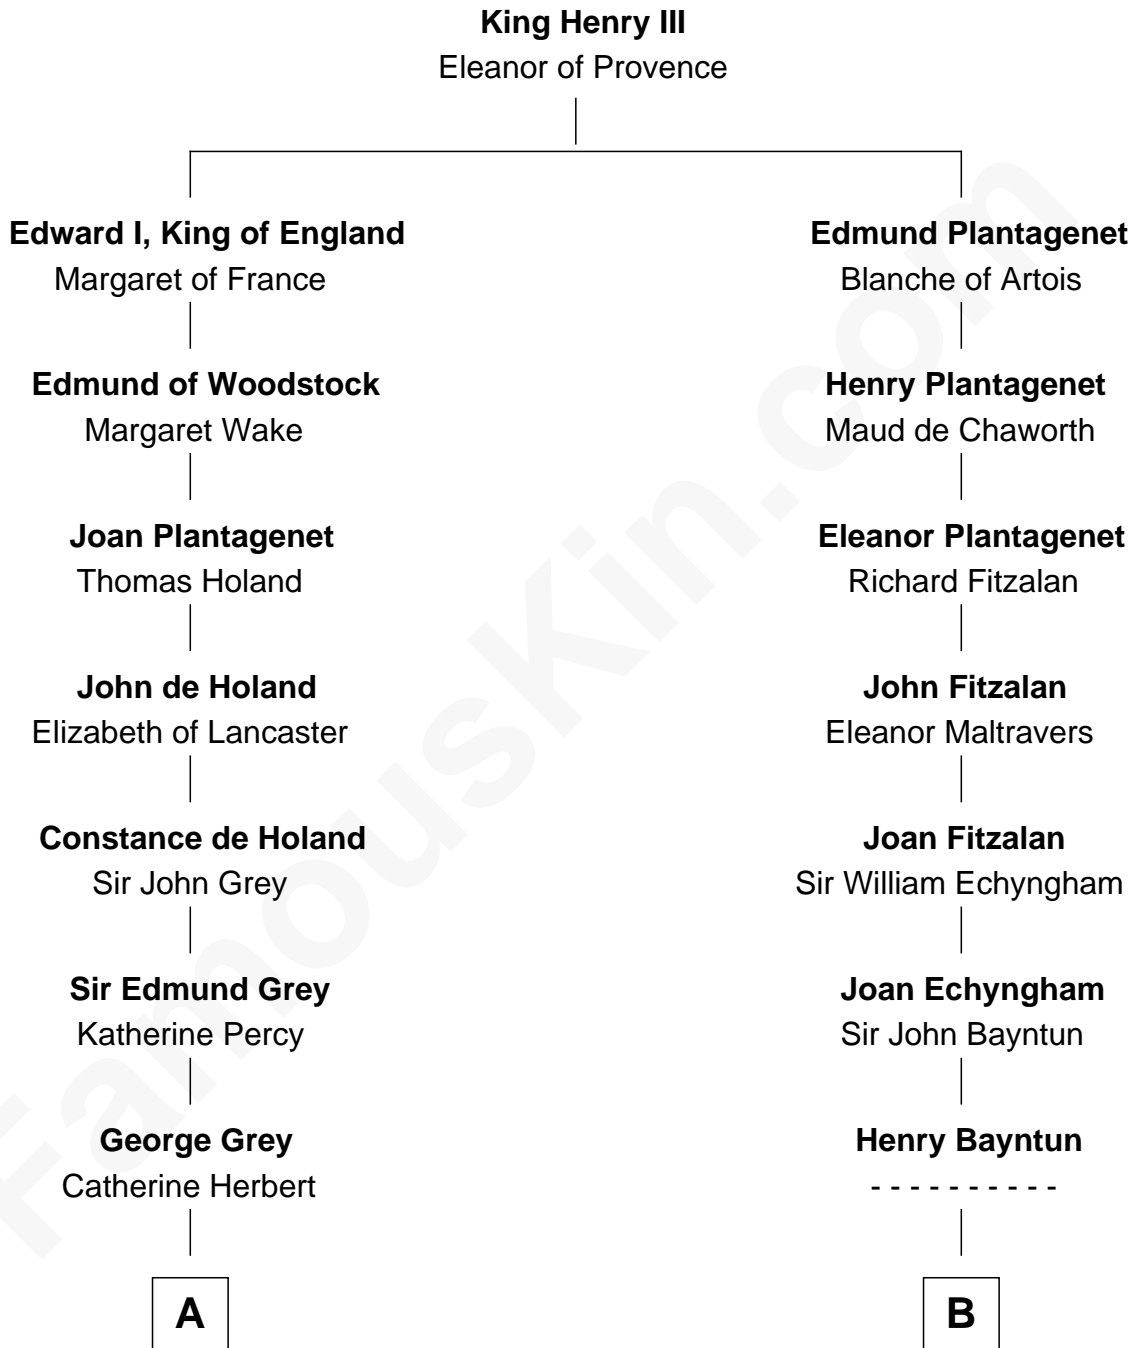 King Henry III
Eleanor of Provence
Edward I, King of England
Margaret of France
Edmund of Woodstock
Margaret Wake
Joan Plantagenet
Thomas Holand
John de Holand
Elizabeth of Lancaster
Constance de Holand
Sir John Grey
Sir Edmund Grey
Katherine Percy
George Grey
Catherine Herbert
A
Edmund Plantagenet
Blanche of Artois
Henry Plantagenet
Maud de Chaworth
Eleanor Plantagenet
Richard Fitzalan
John Fitzalan
Eleanor Maltravers
Joan Fitzalan
Sir William Echyngham
Joan Echyngham
Sir John Bayntun
Henry Bayntun
- - - - - - - - - -
B
FamousKin.com